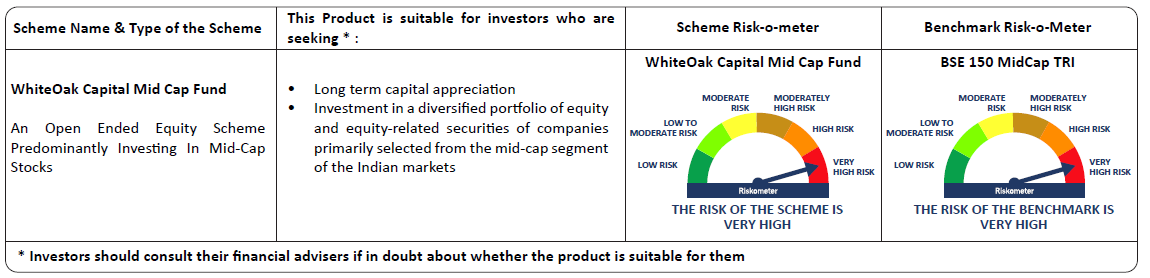 Scheme Name & Type of the Scheme
This Product is suitable for investors who are
seeking * :
Scheme Risk-o-meter
Benchmark Risk-o-Meter
WhiteOak Capital Mid Cap Fund
An Open Ended Equity Scheme
Predominantly Investing In Mid-Cap
Stocks
• Long term capital appreciation
• Investment in a diversified portfolio of equity
and equity-related securities of companies
primarily selected from the mid-cap segment
of the Indian markets
WhiteOak Capital Mid Cap Fund
LOW RISK
LOW TO
MODERATE RISK
MODERATE
RISK
MODERATELY
HIGH RISK
HIGH RISK
VERY
HIGH RISK
Riskometer
THE RISK OF THE SCHEME IS
VERY HIGH
BSE 150 MidCap TRI
LOW RISK
LOW TO
MODERATE RISK
MODERATE
RISK
MODERATELY
HIGH RISK
HIGH RISK
VERY
HIGH RISK
Riskometer
THE RISK OF THE BENCHMARK IS
VERY HIGH
* Investors should consult their financial advisers if in doubt about whether the product is suitable for them